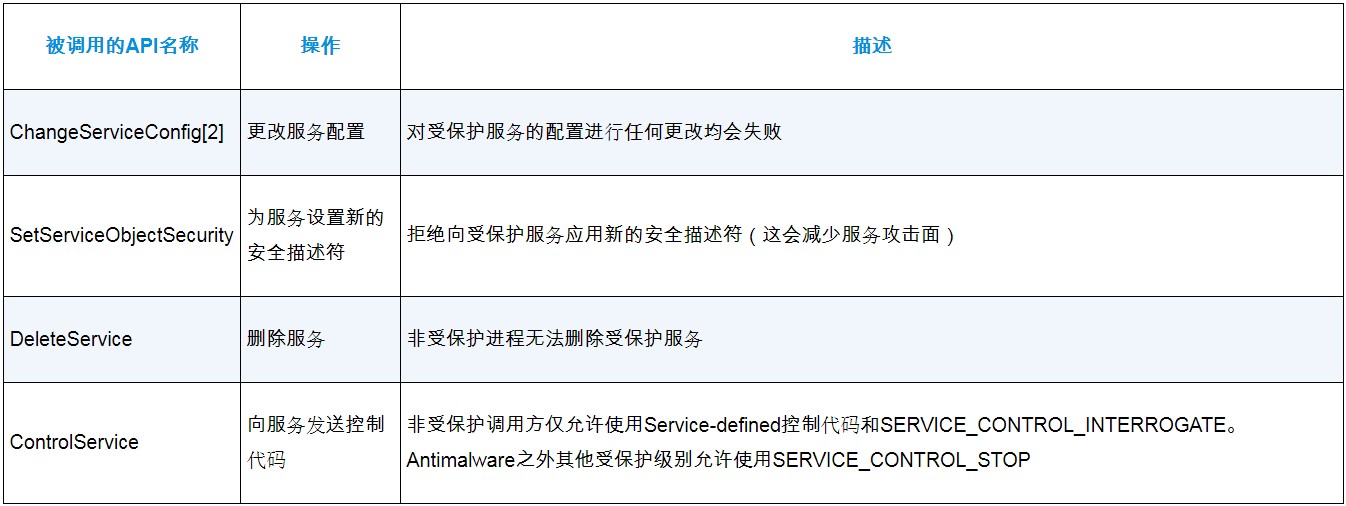 被调用的API名称
操作
描述
ChangeServiceConfig[2]
更改服务配置
对受保护服务的配置进行任何更改均会失败
SetServiceObjectSecurity
为服务设置新的
安全描述符
拒绝向受保护服务应用新的安全描述符（这会减少服务攻击面）
DeleteService
删除服务
非受保护进程无法删除受保护服务
ControlService
向服务发送控制
代码
非受保护调用方仅允许使用Service-defined控制代码和SERVICE_CONTROL_INTERROGATE。
Antimalware之外其他受保护级别允许使用SERVICE_CONTROL_STOP